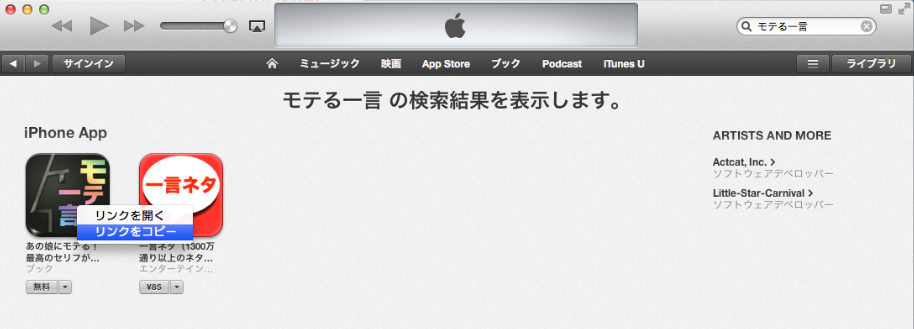 モテる一言
サインイン
ミュージック
映画
App Store
ブック
Podcast
iTunes U
ライブラリ
モテる一言 の検索結果を表示します。
iPhone App
モテ
一言
一言ネタ
リンクを開く
リンクをコピー
あの娘にモテる！
最高のセリフが…
ブック
無料
一言ネタ（1300万
通り以上のネタ…
エンターテイン…
¥85
ARTISTS AND MORE
Actcat, Inc.
ソフトウェアデベロッパー
Little-Star-Carnival
ソフトウェアデベロッパー